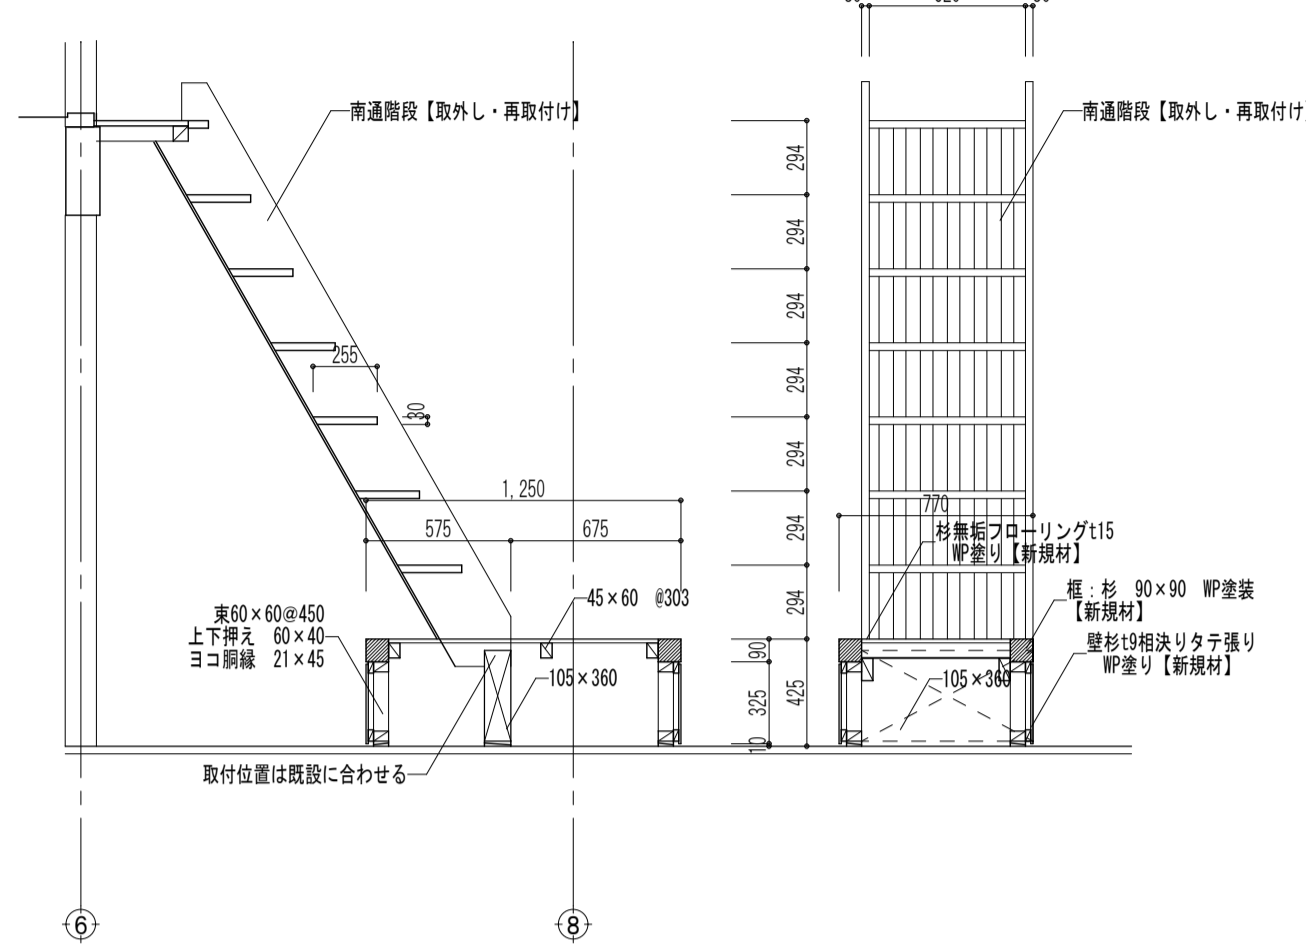 南通階段【取外し・再取付け】
南通階段【取外し・再取付け
294
294
294
294
294
294
294
255
30
1,250
575
675
770
杉無垢フローリングt15
WP塗り【新規材】
45×60 @303
框：杉 90×90 WP塗装
【新規材】
束60×60@450
上下押え 60×40
ヨコ胴縁 21×45
壁杉t9相決りタテ張り
WP塗り【新規材】
90
325
10
425
105×360
105×360
取付位置は既設に合わせる
6
8